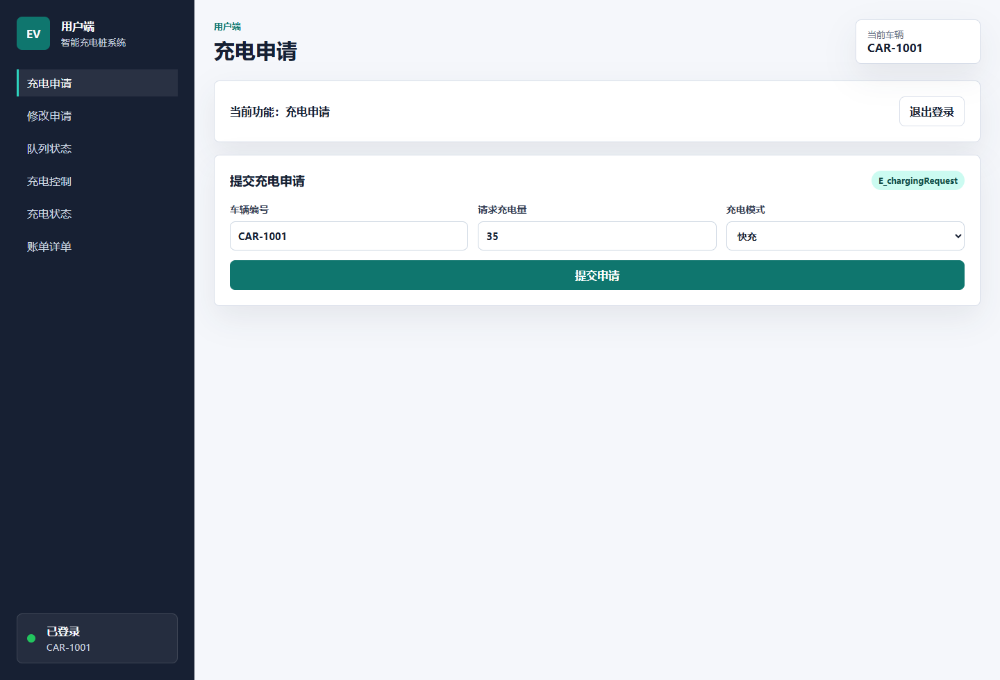 EV
用户端
智能充电桩系统
充电申请
修改申请
队列状态
充电控制
充电状态
账单详单
已登录
CAR-1001
用户端
充电申请
当前车辆
CAR-1001
当前功能：充电申请
退出登录
提交充电申请
E_chargingRequest
车辆编号
CAR-1001
请求充电量
35
充电模式
快充
提交申请